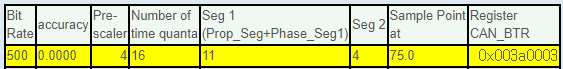 Bit Rate accuracy Pre-scaler Number of time quanta Seg 1 (Prop_Seg+Phase_Seg1) Seg 2 Sample Point at Register CAN_BTR
500 0.0000 4 16 11 4 75.0 0x003a0003